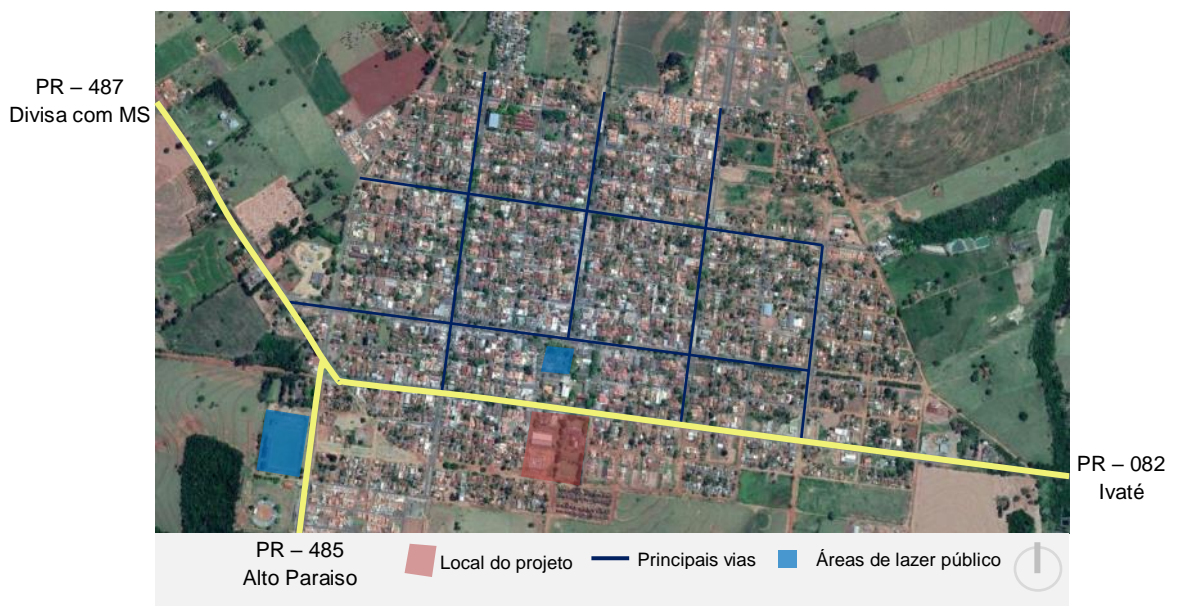 PR – 487
Divisa com MS
PR – 082
Ivaté
PR – 485
Alto Paraiso
Local do projeto
Principais vias
Áreas de lazer público